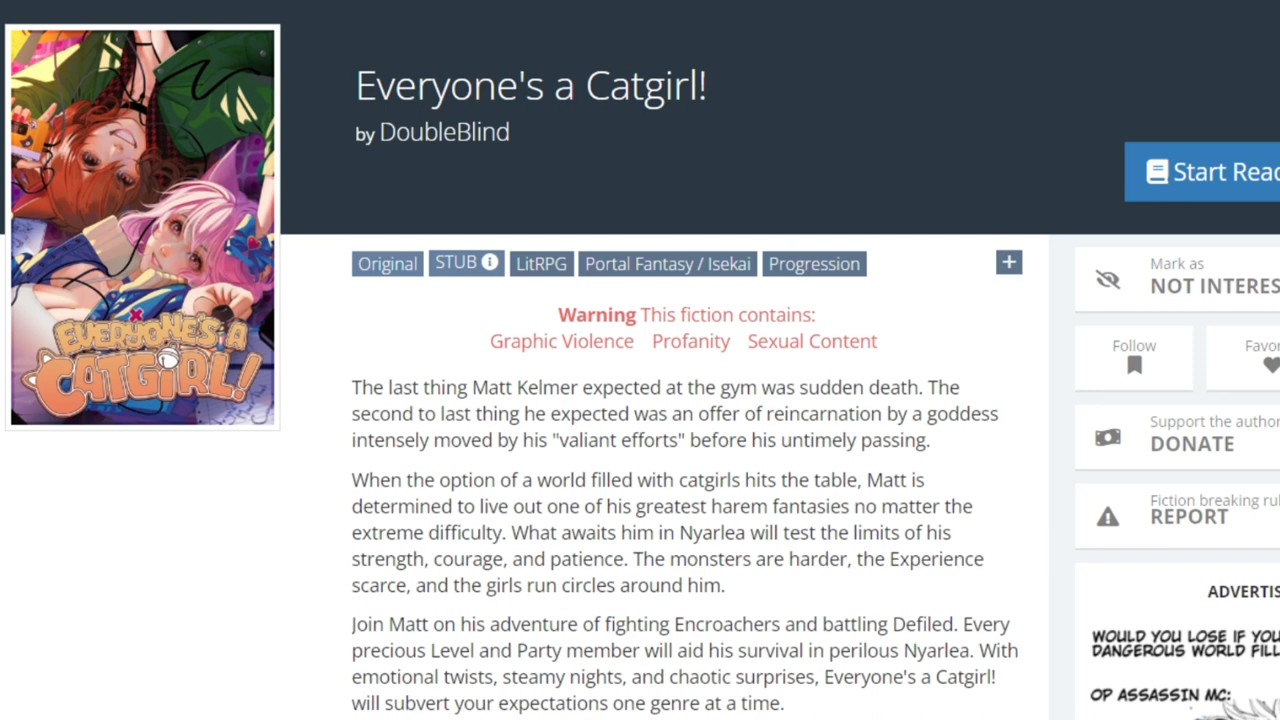 Everyone's a Catgirl!
by DoubleBlind
Start Read
Original
STUB
LitRPG
Portal Fantasy / Isekai
Progression
+
Warning This fiction contains:
Graphic Violence Profanity Sexual Content
The last thing Matt Kelmer expected at the gym was sudden death. The
second to last thing he expected was an offer of reincarnation by a goddess
intensely moved by his "valiant efforts" before his untimely passing.
When the option of a world filled with catgirls hits the table, Matt is
determined to live out one of his greatest harem fantasies no matter the
extreme difficulty. What awaits him in Nyarlea will test the limits of his
strength, courage, and patience. The monsters are harder, the Experience
scarce, and the girls run circles around him.
Join Matt on his adventure of fighting Encroachers and battling Defiled. Every
precious Level and Party member will aid his survival in perilous Nyarlea. With
emotional twists, steamy nights, and chaotic surprises, Everyone's a Catgirl!
will subvert your expectations one genre at a time.
EVERYONE'S A
CATGIRL!
Mark as
NOT INTERES
Follow
Favor
Support the author
DONATE
Fiction breaking rul
REPORT
ADVERTIS
WOULD YOU LOSE IF YOU
DANGEROUS WORLD FILL
OP ASSASSIN MC: